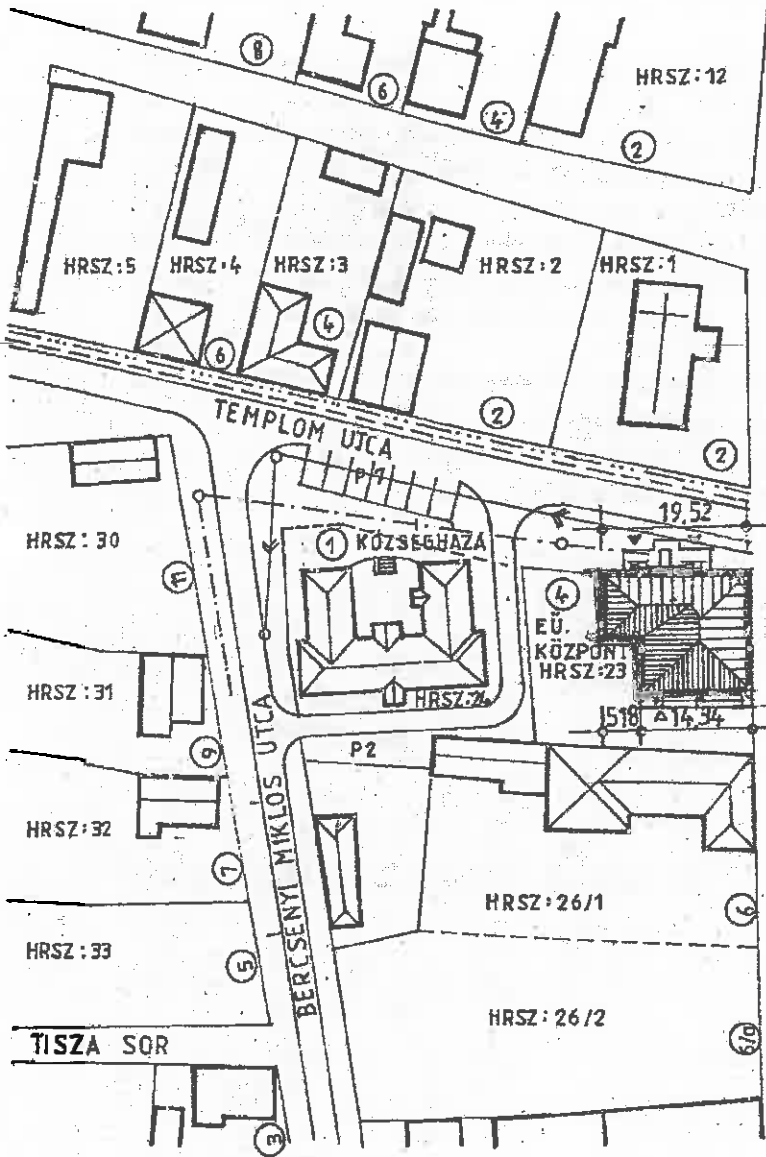 8
6
4
HRSZ:12
2
HRSZ:5
HRSZ:4
HRSZ:3
HRSZ:2
HRSZ:1
4
6
2
2
TEMPLOM UTCA
P 1
19,52
HRSZ:30
11
1 KÖZSÉGHÁZA
4
EÜ.
KÖZPONT
HRSZ:23
HRSZ:24
HRSZ:31
9
518
14,94
P2
BERCSÉNYI MIKLÓS UTCA
HRSZ:32
7
HRSZ:26/1
6
HRSZ:33
5
HRSZ:26/2
6/a
TISZA SOR
3